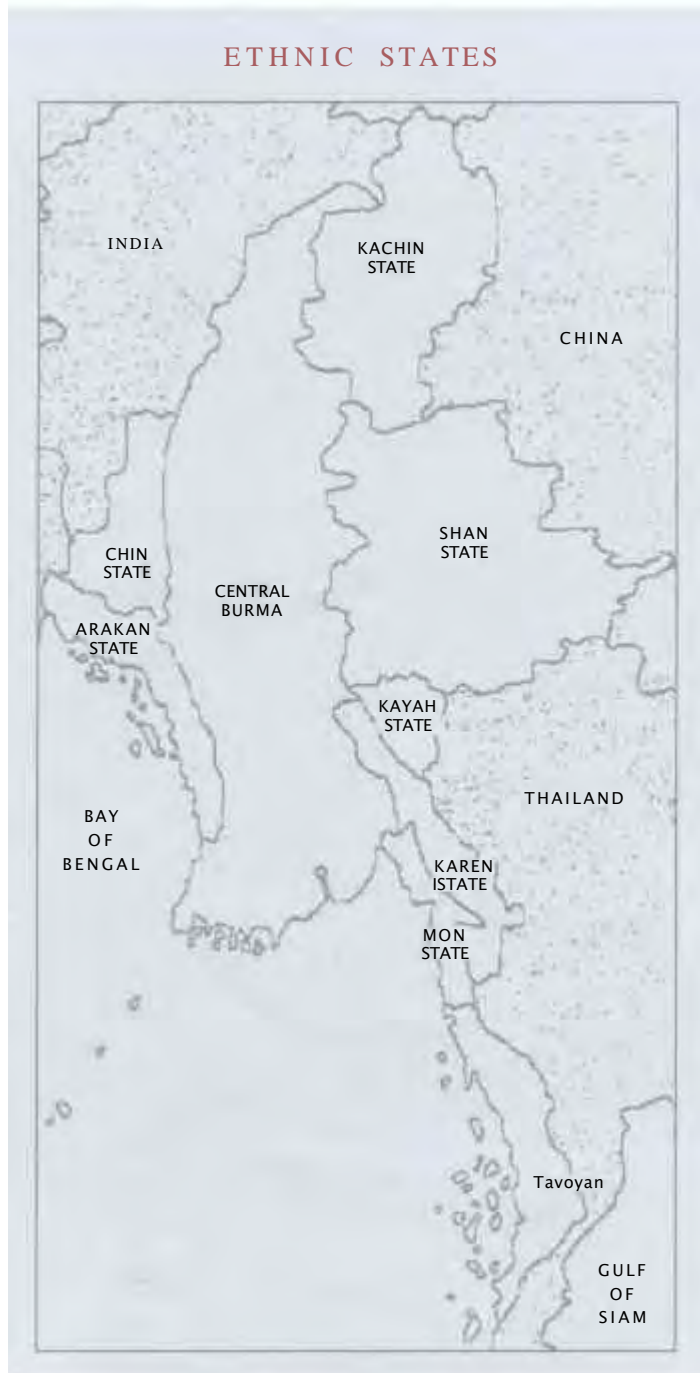 ETHNIC STATES
INDIA
KACHIN
STATE
CHINA
SHAN
STATE
CHIN
STATE
CENTRAL
BURMA
ARAKAN
STATE
KAYAH
STATE
THAILAND
BAY
OF
BENGAL
KAREN
ISTATE
MON
STATE
Tavoyan
GULF
OF
SIAM